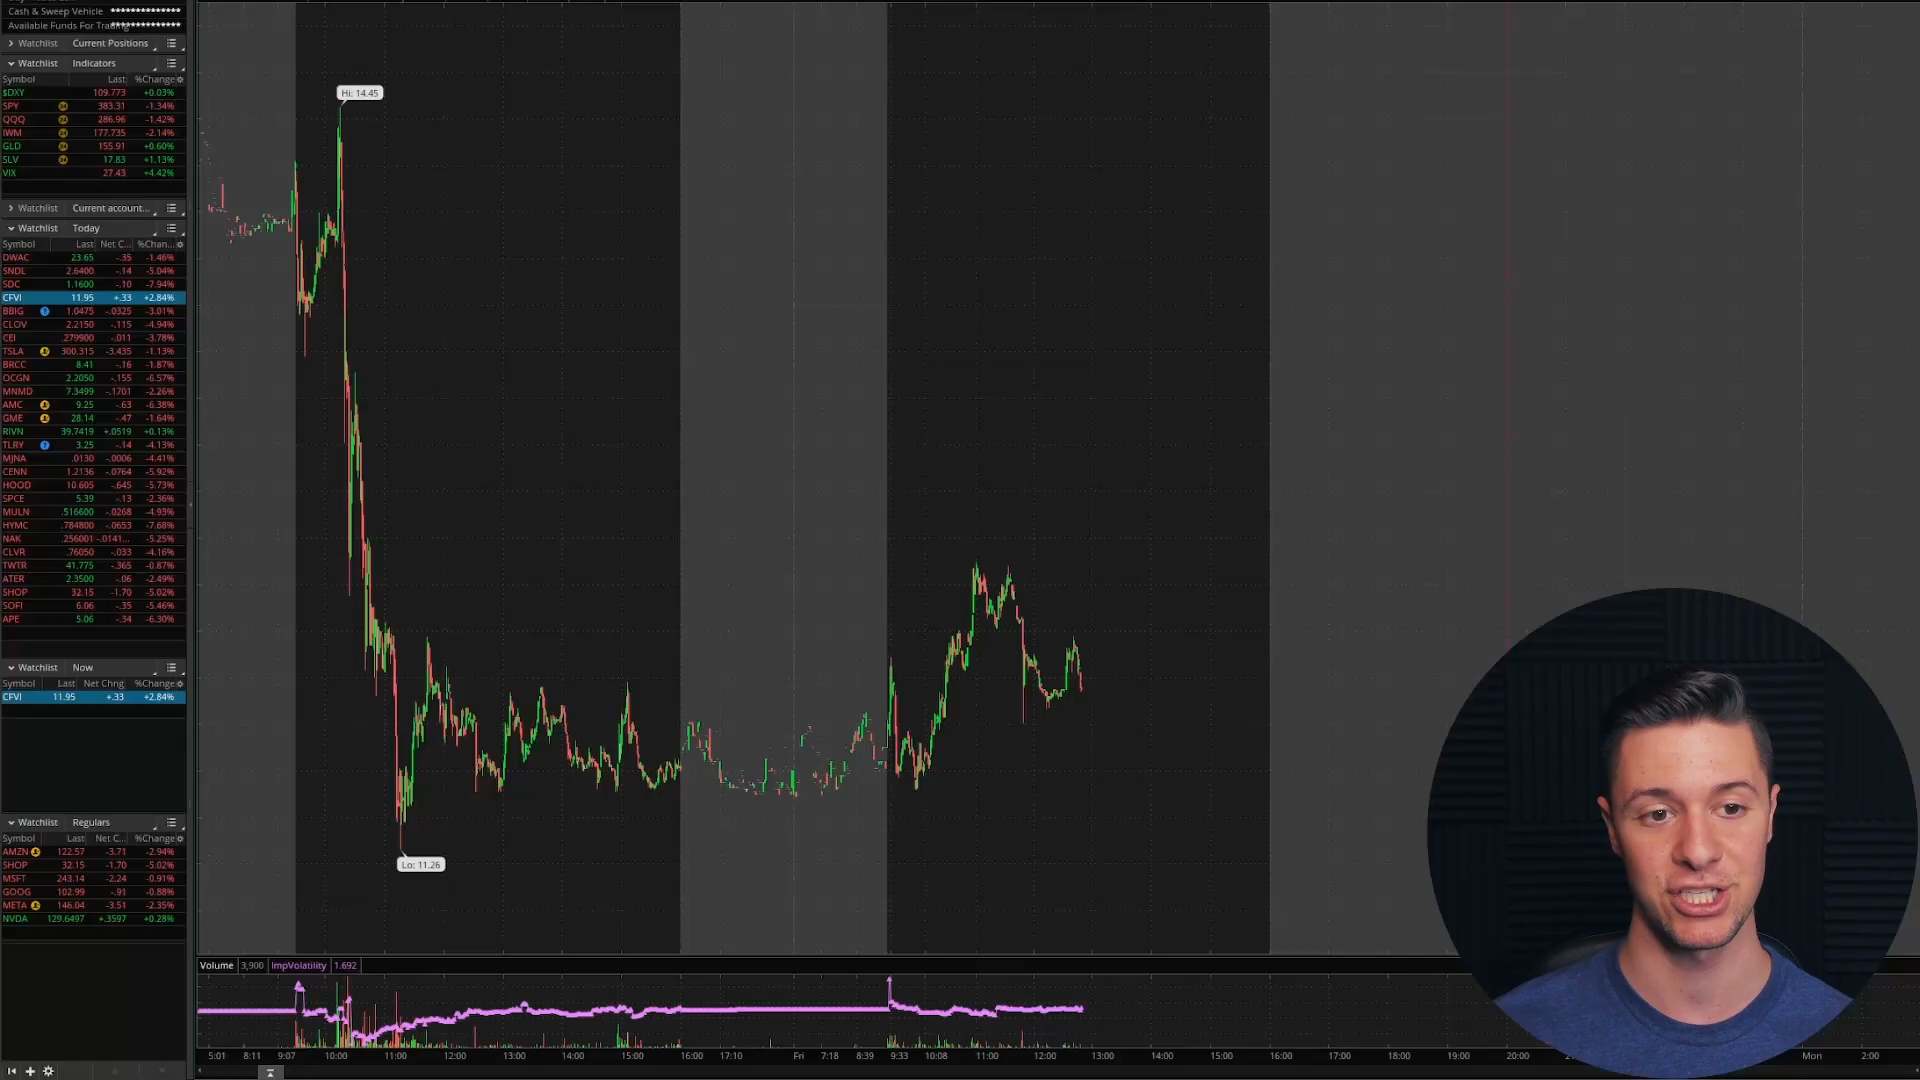 Cash & Sweep Vehicle ***************
Available Funds For Trading ***************
Watchlist Current Positions
Watchlist Indicators
Symbol Last %Change
$DXY 109.773 +0.03%
SPY 383.31 -1.34%
QQQ 286.96 -1.42%
IWM 177.735 -2.14%
GLD 155.91 +0.60%
SLV 17.83 +1.13%
VIX 27.43 +4.42%
Watchlist Current account...
Watchlist Today
Symbol Last Net C... %Chan...
DWAC 23.65 -.35 -1.46%
SNDL 2.6400 -.14 -5.04%
SDC 1.1600 -.10 -7.94%
CFVI 11.95 +.33 +2.84%
BBIG 1.0475 -.0325 -3.01%
CLOV 2.2150 -.115 -4.94%
CEI .279900 -.011 -3.78%
TSLA 300.315 -3.435 -1.13%
BRCC 8.41 -.16 -1.87%
OCGN 2.2050 -.155 -6.57%
MNMD 7.3499 -.1701 -2.26%
AMC 9.25 -.63 -6.38%
GME 28.14 -.47 -1.64%
RIVN 39.7419 +.0519 +0.13%
TLRY 3.25 -.14 -4.13%
MJNA .0130 -.0006 -4.41%
CENN 1.2136 -.0764 -5.92%
HOOD 10.605 -.645 -5.73%
SPCE 5.39 -.13 -2.36%
MULN .516600 -.0268 -4.93%
HYMC .784800 -.0653 -7.68%
NAK .256001 -.0141... -5.25%
CLVR .76050 -.033 -4.16%
TWTR 41.775 -.365 -0.87%
ATER 2.3500 -.06 -2.49%
SHOP 32.15 -1.70 -5.02%
SOFI 6.06 -.35 -5.46%
APE 5.06 -.34 -6.30%
Watchlist Now
Symbol Last Net Chng %Change
CFVI 11.95 +.33 +2.84%
Watchlist Regulars
Symbol Last Net C... %Change
AMZN 122.57 -3.71 -2.94%
SHOP 32.15 -1.70 -5.02%
MSFT 243.14 -2.24 -0.91%
GOOG 102.99 -.91 -0.88%
META 146.04 -3.51 -2.35%
NVDA 129.6497 +.3597 +0.28%
Hi: 14.45
Lo: 11.26
Volume 3,900 ImpVolatility 1.692
5:01 8:11 9:07 10:00 11:00 12:00 13:00 14:00 15:00 16:00 17:10 Fri 7:18 8:39 9:33 10:08 11:00 12:00 13:00 14:00 15:00 16:00 17:00 18:00 19:00 20:00 Mon 2:00